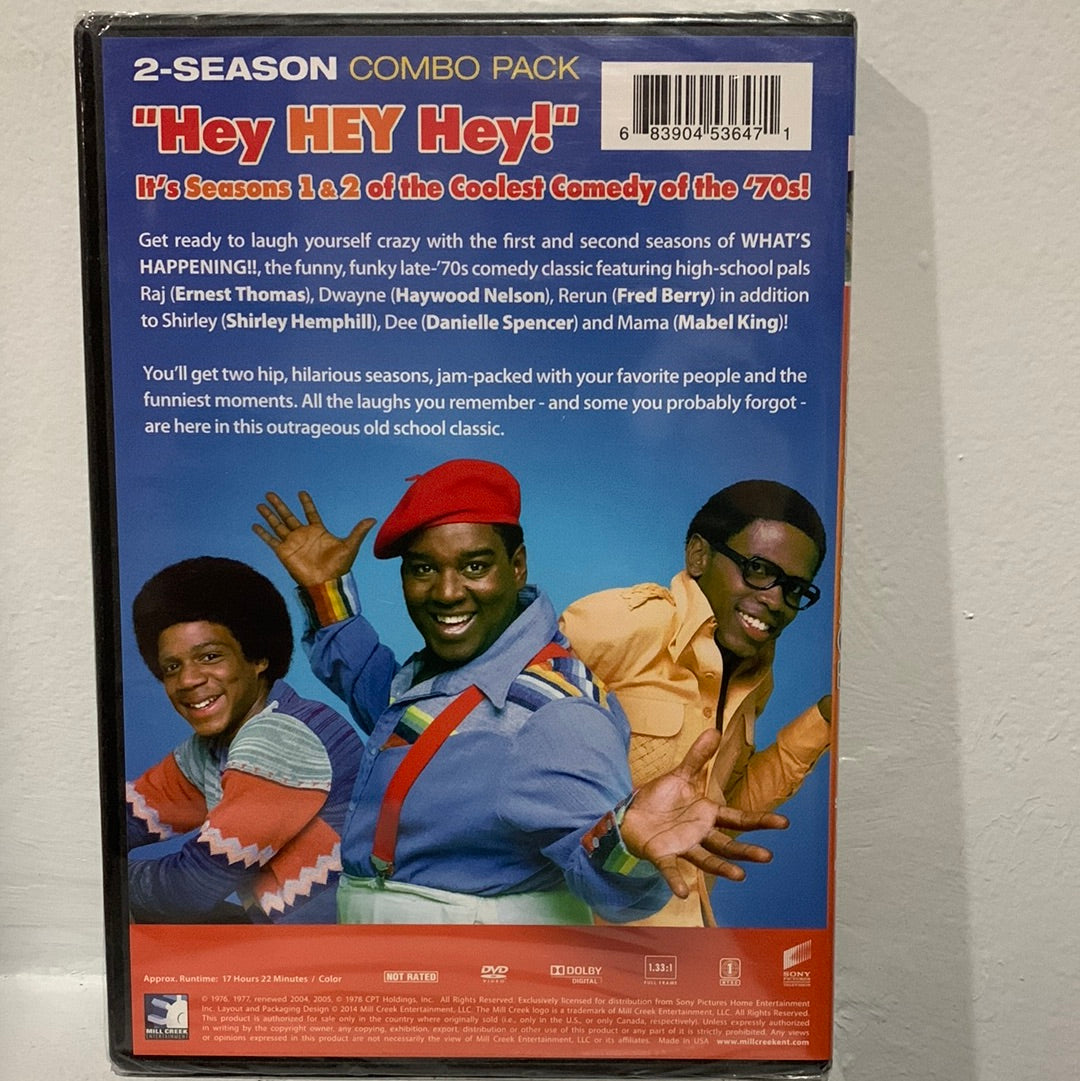 2-SEASON COMBO PACK
"Hey HEY Hey!"
6 83904 53647 1
It's Seasons 1 & 2 of the Coolest Comedy of the '70s!
Get ready to laugh yourself crazy with the first and second seasons of WHAT'S
HAPPENING!!, the funny, funky late-'70s comedy classic featuring high-school pals
Raj (Ernest Thomas), Dwayne (Haywood Nelson), Rerun (Fred Berry) in addition
to Shirley (Shirley Hemphill), Dee (Danielle Spencer) and Mama (Mabel King)!
You'll get two hip, hilarious seasons, jam-packed with your favorite people and the
funniest moments. All the laughs you remember - and some you probably forgot -
are here in this outrageous old school classic.
Approx. Runtime: 17 Hours 22 Minutes / Color
NOT RATED
DVD
VIDEO
DOLBY
DIGITAL
1.33:1
FULL FRAME
1
NTSC
SONY
PICTURES
TELEVISION
MILL CREEK
ENTERTAINMENT
© 1976, 1977, renewed 2004, 2005, © 1978 CPT Holdings, Inc. All Rights Reserved. Exclusively licensed for distribution from Sony Pictures Home Entertainment
Inc. Layout and Packaging Design © 2014 Mill Creek Entertainment, LLC. The Mill Creek logo is a trademark of Mill Creek Entertainment, LLC. All Rights Reserved.
This product is authorized for sale only in the country where originally sold (i.e., only in the U.S., or only Canada, respectively). Unless expressly authorized
in writing by the copyright owner, any copying, exhibition, export, distribution or other use of this product or any part of it is strictly prohibited. Any views
or opinions expressed in this product are not necessarily the view of Mill Creek Entertainment, LLC or its affiliates. Made In USA www.millcreekent.com